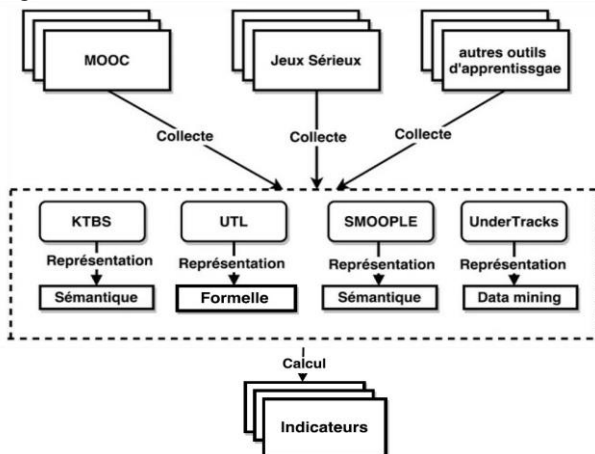 MOOC
Jeux Sérieux
autres outils
d'apprentissgae
Collecte
Collecte
Collecte
KTBS
UTL
SMOOPLE
UnderTracks
Représentation
Représentation
Représentation
Représentation
Sémantique
Formelle
Sémantique
Data mining
Calcul
Indicateurs